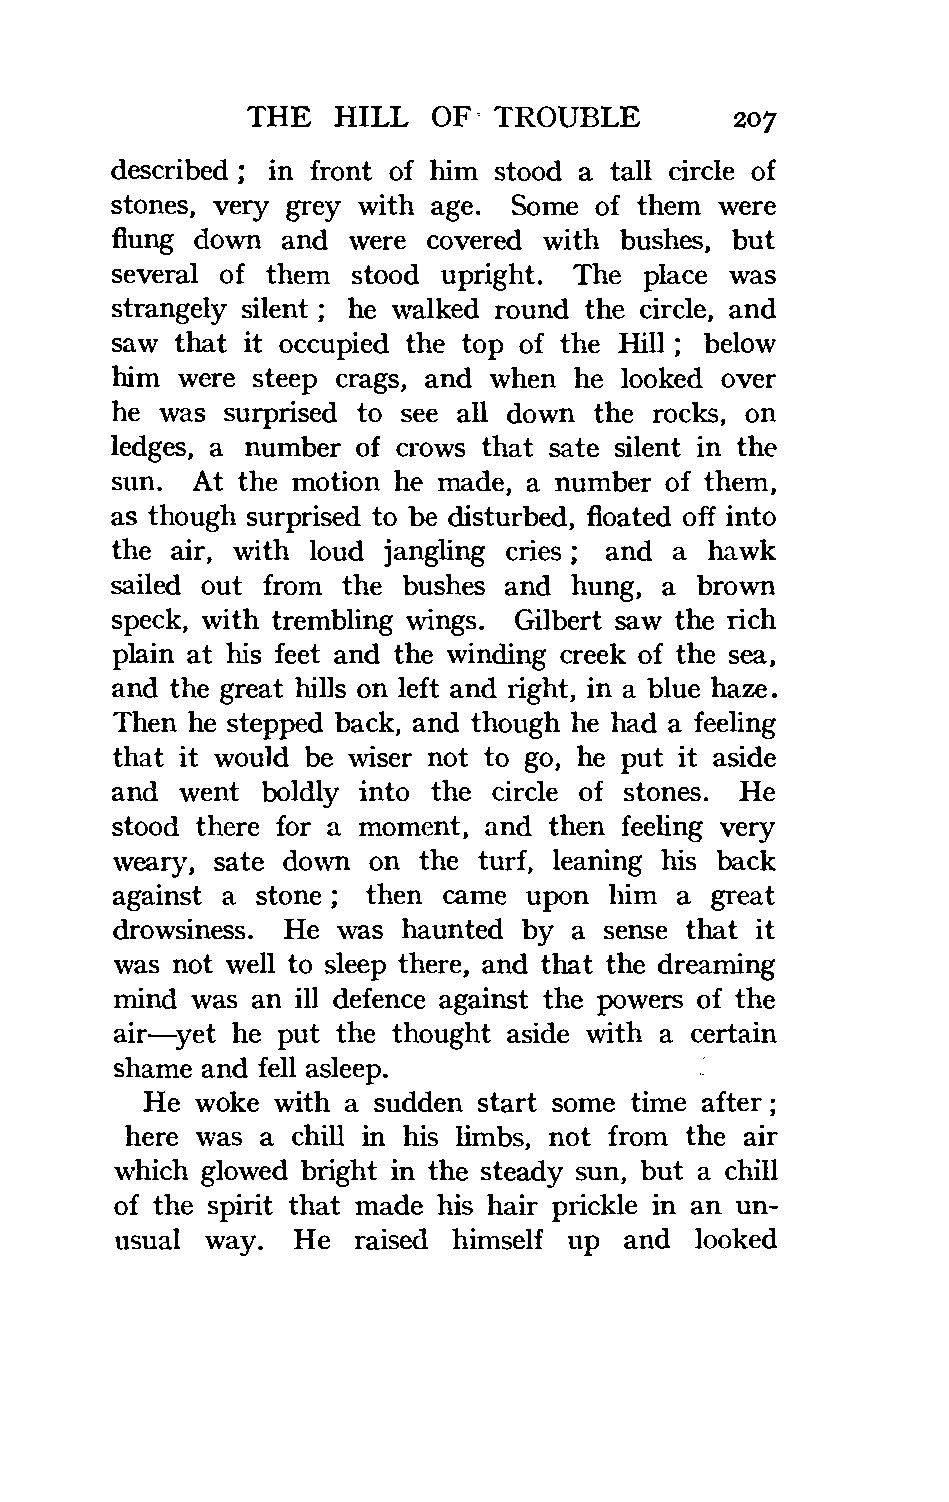 THE HILL OF TROUBLE 207
described ; in front of him stood a tall circle of
stones, very grey with age. Some of them were
flung down and were covered with bushes, but
several of them stood upright. The place was
strangely silent ; he walked round the circle, and
saw that it occupied the top of the Hill ; below
him were steep crags, and when he looked over
he was surprised to see all down the rocks, on
ledges, a number of crows that sate silent in the
sun. At the motion he made, a number of them,
as though surprised to be disturbed, floated off into
the air, with loud jangling cries ; and a hawk
sailed out from the bushes and hung, a brown
speck, with trembling wings. Gilbert saw the rich
plain at his feet and the winding creek of the sea,
and the great hills on left and right, in a blue haze.
Then he stepped back, and though he had a feeling
that it would be wiser not to go, he put it aside
and went boldly into the circle of stones. He
stood there for a moment, and then feeling very
weary, sate down on the turf, leaning his back
against a stone ; then came upon him a great
drowsiness. He was haunted by a sense that it
was not well to sleep there, and that the dreaming
mind was an ill defence against the powers of the
air—yet he put the thought aside with a certain
shame and fell asleep.
He woke with a sudden start some time after ;
here was a chill in his limbs, not from the air
which glowed bright in the steady sun, but a chill
of the spirit that made his hair prickle in an un-
usual way. He raised himself up and looked